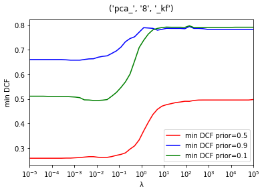 ('pca_', '8', '_kf')
0.8
0.7
0.6
0.5
0.4
0.3
min DCF
min DCF prior=0.5
min DCF prior=0.9
min DCF prior=0.1
10⁻⁵ 10⁻⁴ 10⁻³ 10⁻² 10⁻¹ 10⁰ 10¹ 10² 10³ 10⁴ 10⁵
λ